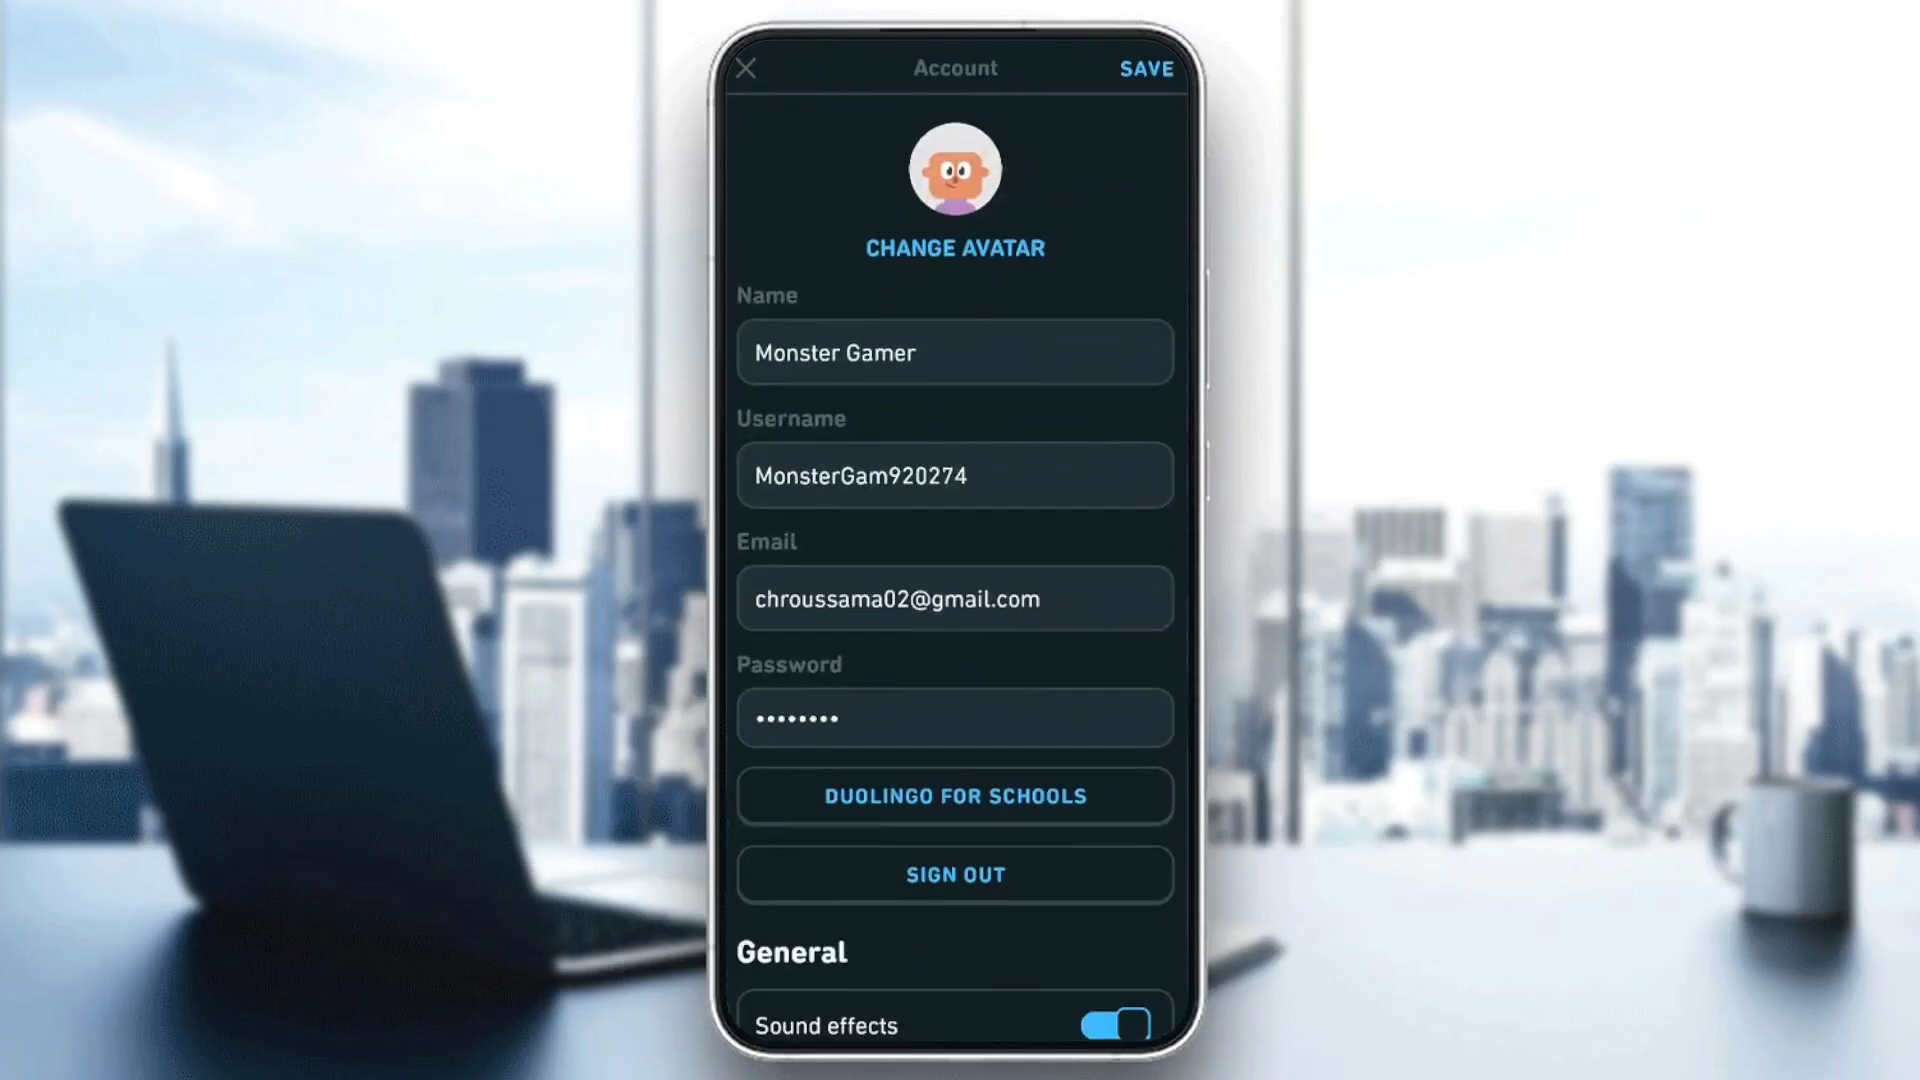 Account
SAVE
CHANGE AVATAR
Name
Monster Gamer
Username
MonsterGam920274
Email
chroussama02@gmail.com
Password
••••••••
DUOLINGO FOR SCHOOLS
SIGN OUT
General
Sound effects